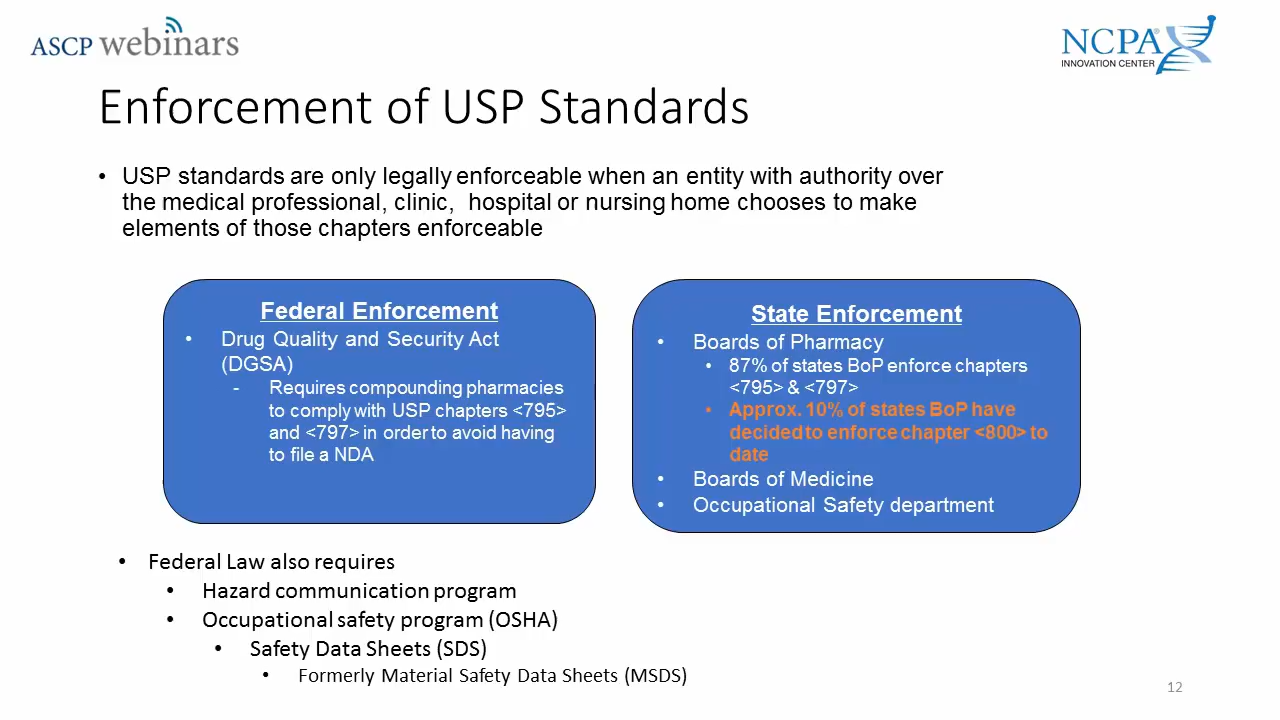 ASCP webinars
NCPA
INNOVATION CENTER
Enforcement of USP Standards
• USP standards are only legally enforceable when an entity with authority over
the medical professional, clinic, hospital or nursing home chooses to make
elements of those chapters enforceable
Federal Enforcement
• Drug Quality and Security Act
(DGSA)
- Requires compounding pharmacies
to comply with USP chapters <795>
and <797> in order to avoid having
to file a NDA
State Enforcement
• Boards of Pharmacy
• 87% of states BoP enforce chapters
<795> & <797>
• Approx. 10% of states BoP have
decided to enforce chapter <800> to
date
• Boards of Medicine
• Occupational Safety department
• Federal Law also requires
• Hazard communication program
• Occupational safety program (OSHA)
• Safety Data Sheets (SDS)
• Formerly Material Safety Data Sheets (MSDS)
12